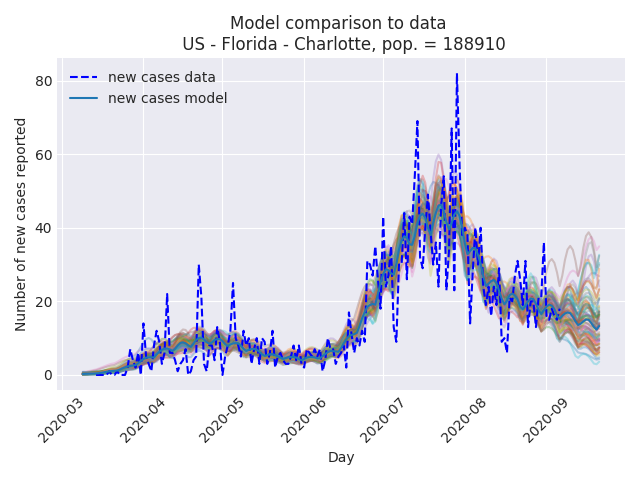 Model comparison to data
US - Florida - Charlotte, pop. = 188910
new cases data
new cases model
Number of new cases reported
80
60
40
20
0
2020-03
2020-04
2020-05
2020-06
2020-07
2020-08
2020-09
Day